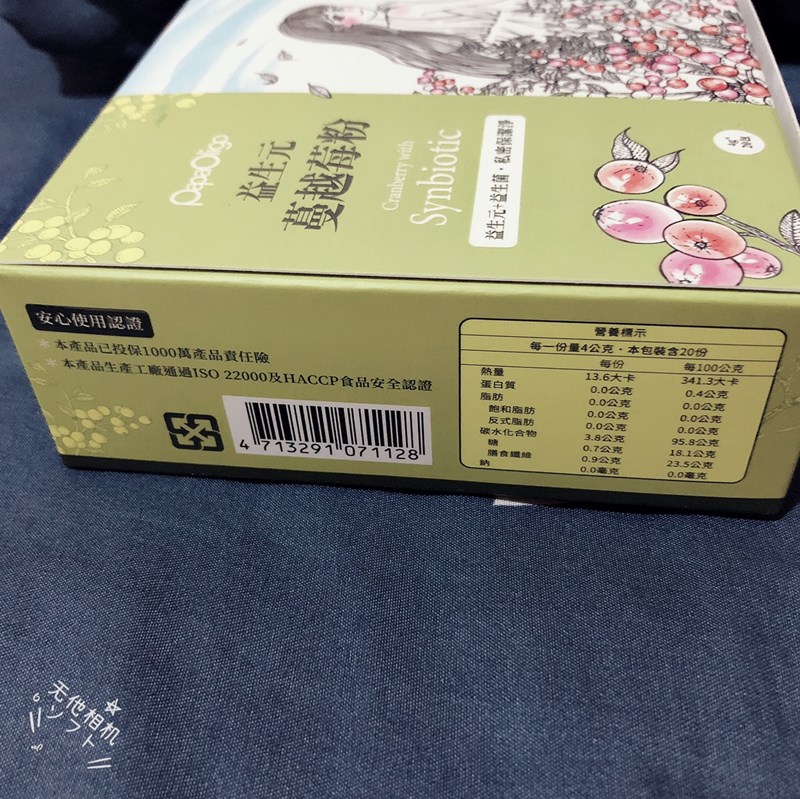 PapaOligo
益生元
蔓越莓粉
Cranberry with
Synbiotic
益生元+益生菌·私密保潔淨
20包
安心使用認證
*本產品已投保1000萬產品責任險
*本產品生產工廠通過ISO 22000及HACCP食品安全認證
4 713291 071128
營養標示
每一份量4公克·本包裝含20份
每份 每100公克
熱量 13.6大卡 341.3大卡
蛋白質 0.0公克 0.4公克
脂肪 0.0公克 0.0公克
飽和脂肪 0.0公克 0.0公克
反式脂肪 0.0公克 0.0公克
碳水化合物 3.8公克 95.8公克
糖 0.7公克 18.1公克
膳食纖維 0.9公克 23.5公克
鈉 0.0毫克 0.0毫克
无他相机
ソフト